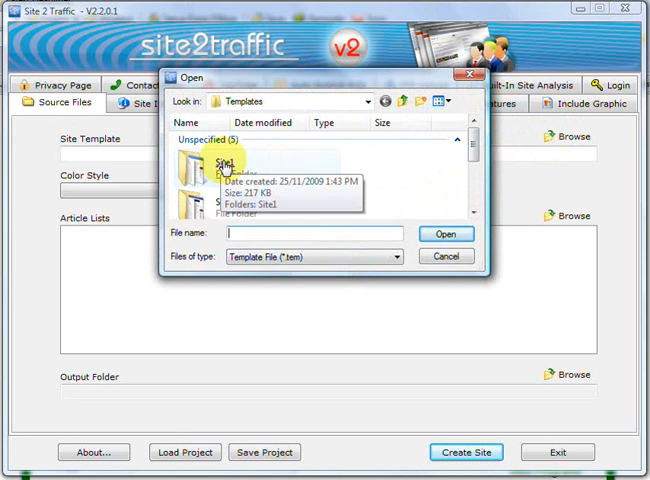 Site 2 Traffic - V2.2.0.1
site2traffic v2
Privacy Page
Contact
Built-In Site Analysis
Login
Source Files
Site I
eatures
Include Graphic
Site Template
Browse
Color Style
Browse
Article Lists
Output Folder
Browse
About...
Load Project
Save Project
Create Site
Exit
Open
Look in:
Templates
Name
Date modified
Type
Size
Unspecified (5)
Site1
Date created: 25/11/2009 1:43 PM
Size: 217 KB
Folders: Site1
File name:
Open
Files of type:
Template File (*.tem)
Cancel